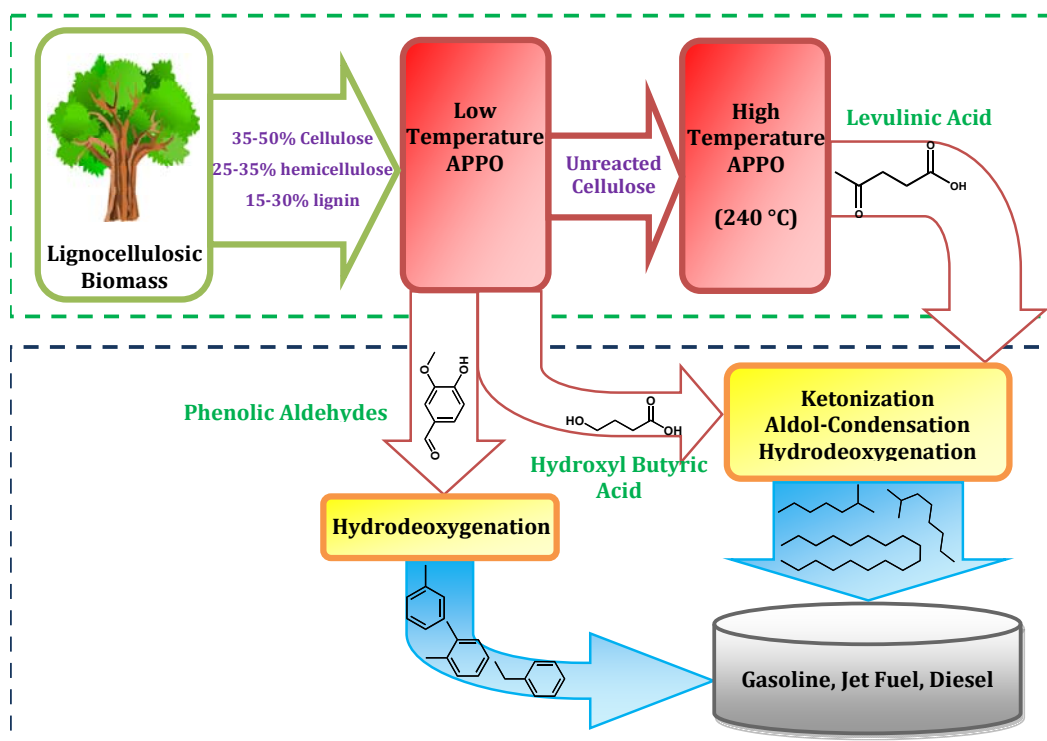 Lignocellulosic
Biomass
35-50% Cellulose
25-35% hemicellulose
15-30% lignin
Low
Temperature
APPO
Unreacted
Cellulose
High
Temperature
APPO
(240 °C)
Levulinic Acid
O
OH
O
Phenolic Aldehydes
O
OH
O
HO
O
OH
Hydroxyl Butyric
Acid
Ketonization
Aldol-Condensation
Hydrodeoxygenation
Hydrodeoxygenation
Gasoline, Jet Fuel, Diesel